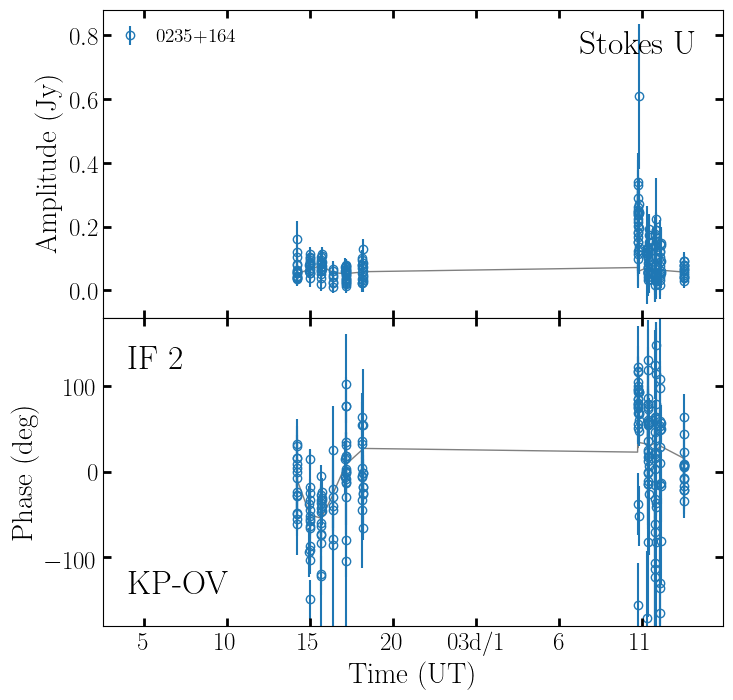 0235+164
Stokes U
0.8
0.6
0.4
0.2
0.0
Amplitude (Jy)
IF 2
100
0
−100
Phase (deg)
KP-OV
5 10 15 20 03d/1 6 11
Time (UT)